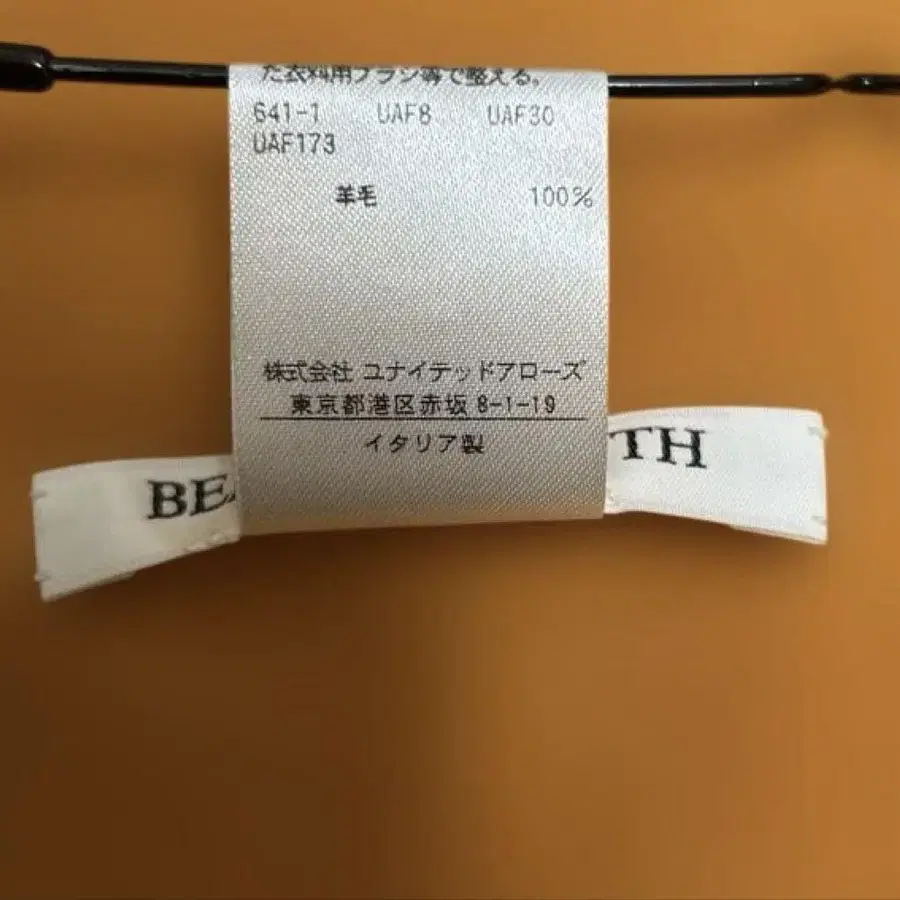 た衣料用ブラシ等で整える。
641-1 UAF8 UAF30
UAF173
羊毛 100%
株式会社 ユナイテッドアローズ
東京都港区赤坂 8-1-19
イタリア製
BEA
TH